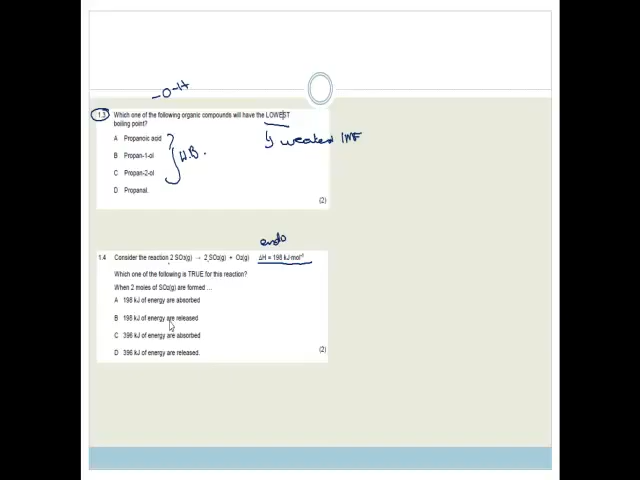 -O-H
1.3 Which one of the following organic compounds will have the LOWEST
boiling point?
↳ weakest IMF
A Propanoic acid
B Propan-1-ol
H.B.
C Propan-2-ol
D Propanal.
(2)
endo
1.4 Consider the reaction 2 SO₃(g) → 2 SO₂(g) + O₂(g) ΔH = 198 kJ·mol⁻¹
Which one of the following is TRUE for this reaction?
When 2 moles of SO₂(g) are formed ...
A 198 kJ of energy are absorbed
B 198 kJ of energy are released
C 396 kJ of energy are absorbed
D 396 kJ of energy are released.
(2)